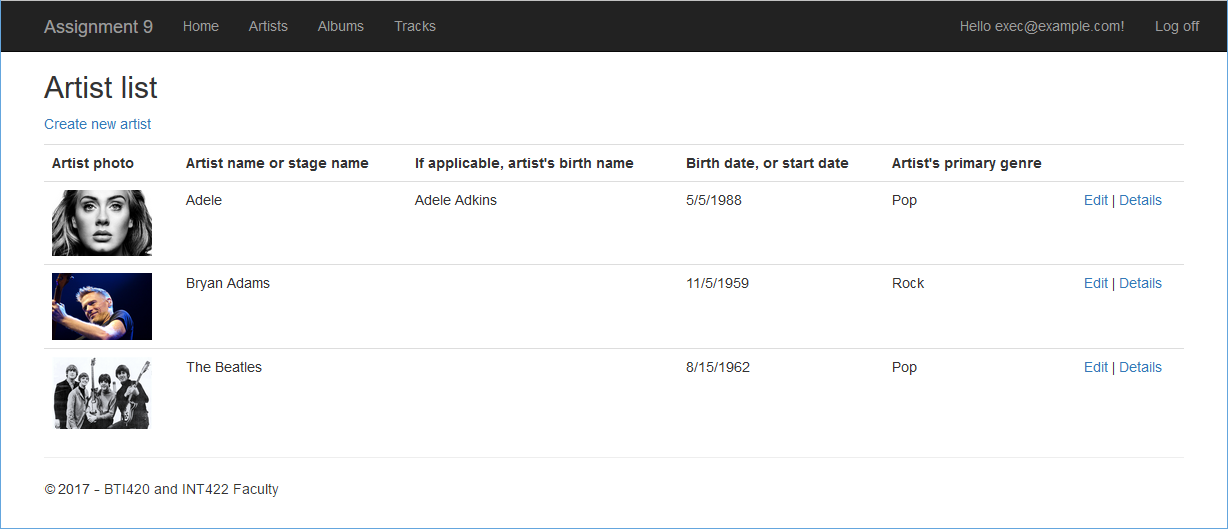 Assignment 9 Home Artists Albums Tracks Hello exec@example.com! Log off
Artist list
Create new artist
Artist photo Artist name or stage name If applicable, artist's birth name Birth date, or start date Artist's primary genre
Adele Adele Adkins 5/5/1988 Pop Edit | Details
Bryan Adams 11/5/1959 Rock Edit | Details
The Beatles 8/15/1962 Pop Edit | Details
© 2017 - BTI420 and INT422 Faculty